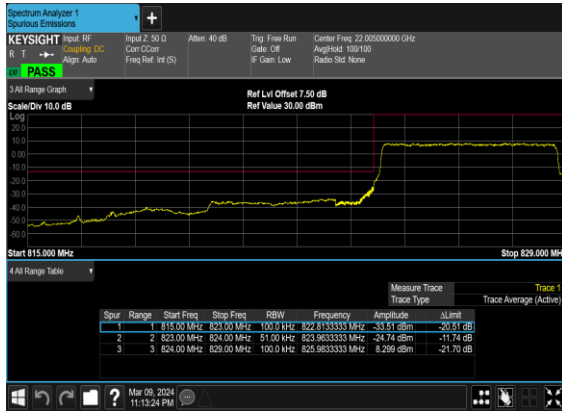 Spectrum Analyzer 1
Spurious Emissions
KEYSIGHT
R T
Input: RF
Coupling: DC
Align: Auto
Input Z: 50 Ω
Corr CCorr
Freq Ref: Int (S)
Atten: 40 dB
Trig: Free Run
Gate: Off
IF Gain: Low
Center Freq: 22.005000000 GHz
Avg|Hold: 100/100
Radio Std: None
PASS
3 All Range Graph
Scale/Div 10.0 dB
Ref Lvl Offset 7.50 dB
Ref Value 30.00 dBm
Log
20.0
10.0
0.00
-10.0
-20.0
-30.0
-40.0
-50.0
-60.0
Start 815.000 MHz
Stop 829.000 MH
4 All Range Table
Measure Trace Trace 1
Trace Type Trace Average (Active)
Spur Range Start Freq Stop Freq RBW Frequency Amplitude ΔLimit
1 1 815.00 MHz 823.00 MHz 100.0 kHz 822.8133333 MHz -33.51 dBm -20.51 dB
2 2 823.00 MHz 824.00 MHz 51.00 kHz 823.9633333 MHz -24.74 dBm -11.74 dB
3 3 824.00 MHz 829.00 MHz 100.0 kHz 825.9833333 MHz 8.299 dBm -21.70 dB
?
Mar 09, 2024
11:13:24 PM